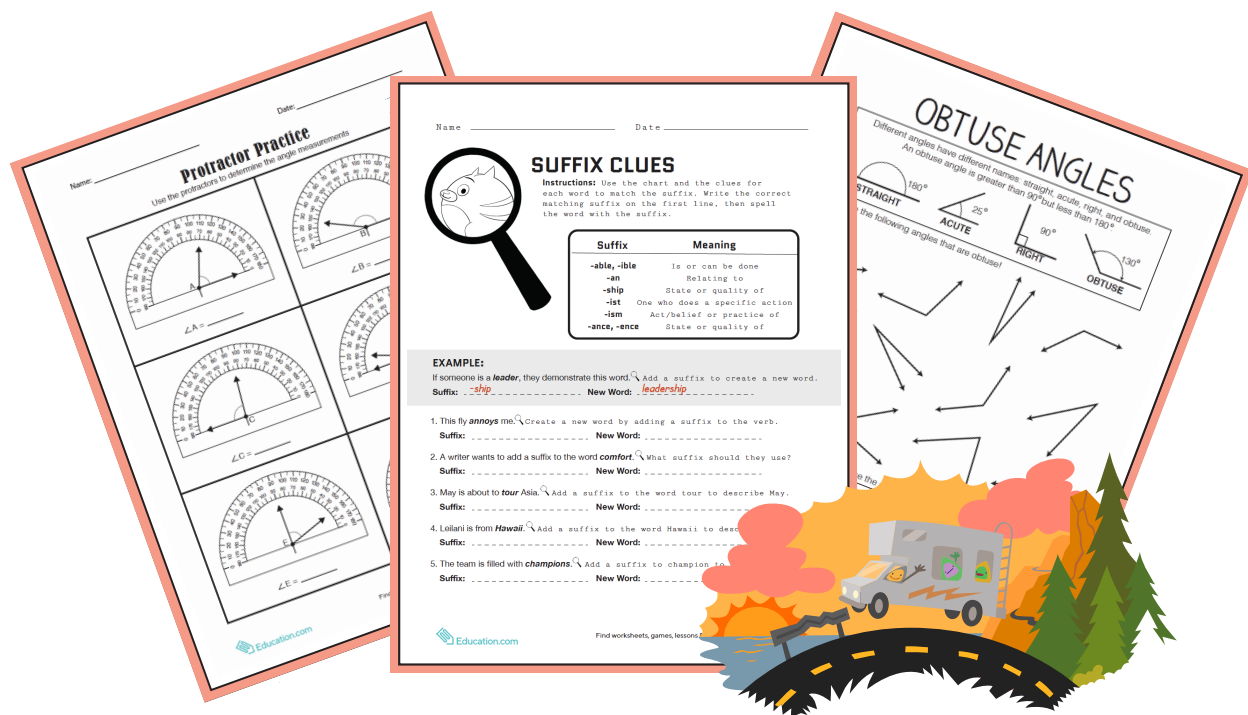 Name: Date:
Protractor Practice
Use the protractors to determine the angle measurements
A
∠A =
B
∠B =
C
∠C =
E
∠E =
Education.com
Name Date
SUFFIX CLUES
Instructions: Use the chart and the clues for
each word to match the suffix. Write the correct
matching suffix on the first line, then spell
the word with the suffix.
Suffix Meaning
-able, -ible Is or can be done
-an Relating to
-ship State or quality of
-ist One who does a specific action
-ism Act/belief or practice of
-ance, -ence State or quality of
EXAMPLE:
If someone is a leader, they demonstrate this word. Add a suffix to create a new word.
Suffix: -ship New Word: leadership
1. This fly annoys me. Create a new word by adding a suffix to the verb.
Suffix: New Word:
2. A writer wants to add a suffix to the word comfort. What suffix should they use?
Suffix: New Word:
3. May is about to tour Asia. Add a suffix to the word tour to describe May.
Suffix: New Word:
4. Leilani is from Hawaii. Add a suffix to the word Hawaii to
Suffix: New Word:
5. The team is filled with champions. Add a suffix to champion to
Suffix: New Word:
Education.com
Find worksheets, games, lessons
OBTUSE ANGLES
Different angles have different names: straight, acute, right, and obtuse.
An obtuse angle is greater than 90° but less than 180°.
180° 25° 90° 130°
STRAIGHT ACUTE RIGHT OBTUSE
the following angles that are obtuse!
the